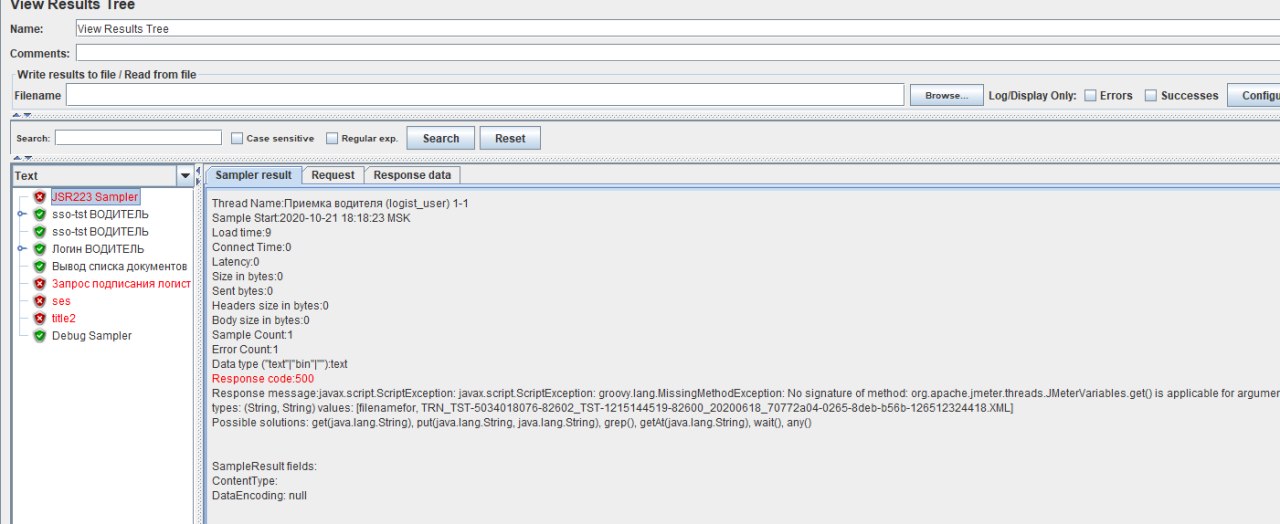 View Results Tree
Name: View Results Tree
Comments:
Write results to file / Read from file
Filename Browse... Log/Display Only: Errors Successes Configu
Search: Case sensitive Regular exp. Search Reset
Text
JSR223 Sampler
sso-tst ВОДИТЕЛЬ
sso-tst ВОДИТЕЛЬ
Логин ВОДИТЕЛЬ
Вывод списка документов
Запрос подписания логист
ses
title2
Debug Sampler
Sampler result Request Response data
Thread Name:Приемка водителя (logist_user) 1-1
Sample Start:2020-10-21 18:18:23 MSK
Load time:9
Connect Time:0
Latency:0
Size in bytes:0
Sent bytes:0
Headers size in bytes:0
Body size in bytes:0
Sample Count:1
Error Count:1
Data type ("text"|"bin"|""):text
Response code:500
Response message:javax.script.ScriptException: javax.script.ScriptException: groovy.lang.MissingMethodException: No signature of method: org.apache.jmeter.threads.JMeterVariables.get() is applicable for argumer
types: (String, String) values: [filenamefor, TRN_TST-5034018076-82602_TST-1215144519-82600_20200618_70772a04-0265-8deb-b56b-126512324418.XML]
Possible solutions: get(java.lang.String), put(java.lang.String, java.lang.String), grep(), getAt(java.lang.String), wait(), any()
SampleResult fields:
ContentType:
DataEncoding: null